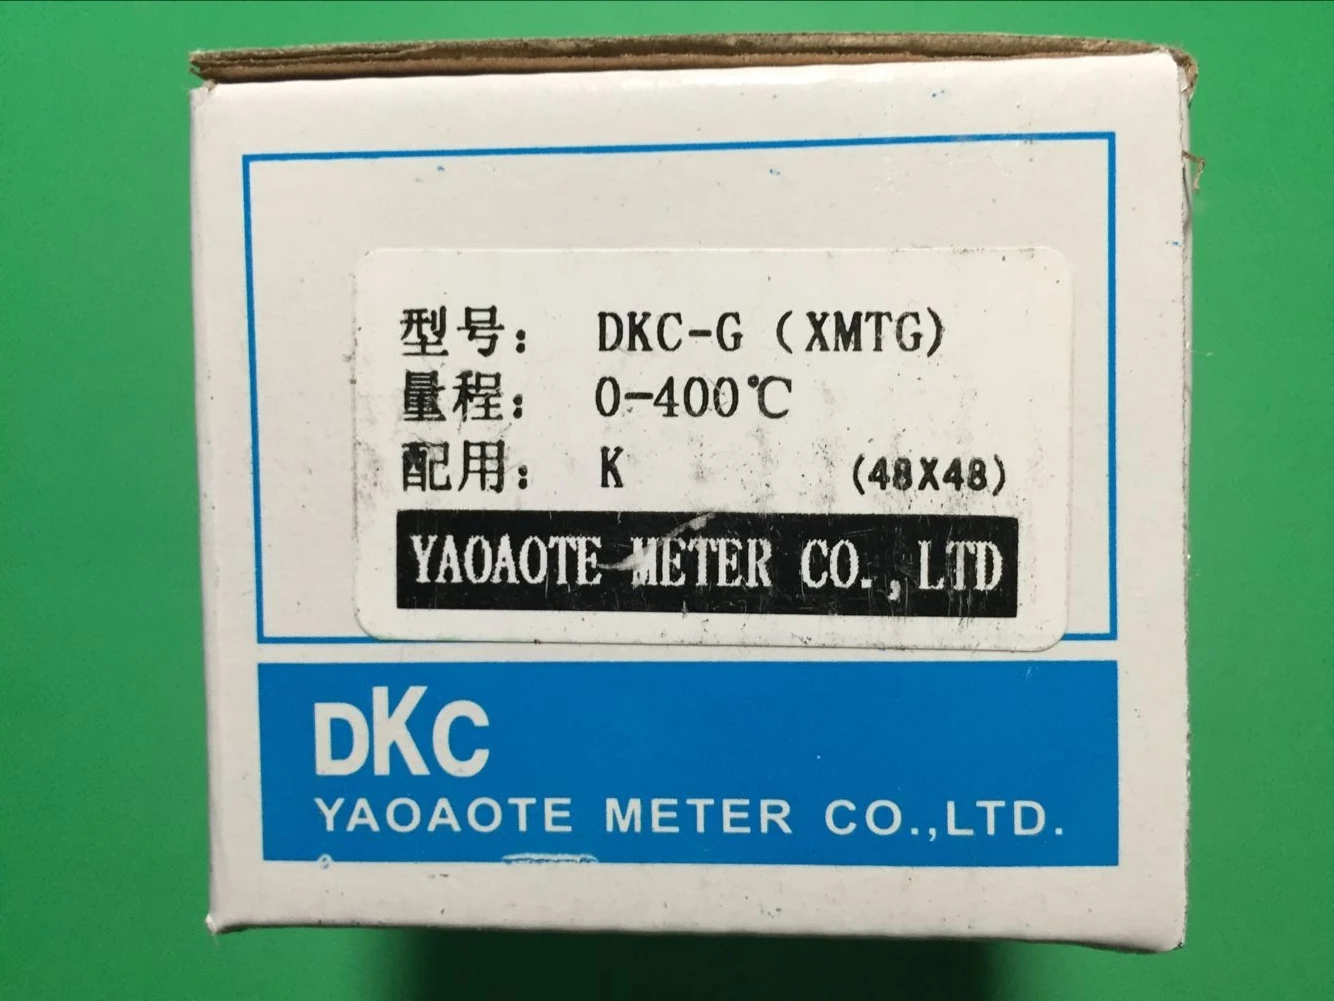 型号： DKC-G（XMTG）
量程： 0-400℃
配用： K (48X48)
YAOAOTE METER CO.,LTD
DKC
YAOAOTE METER CO.,LTD.